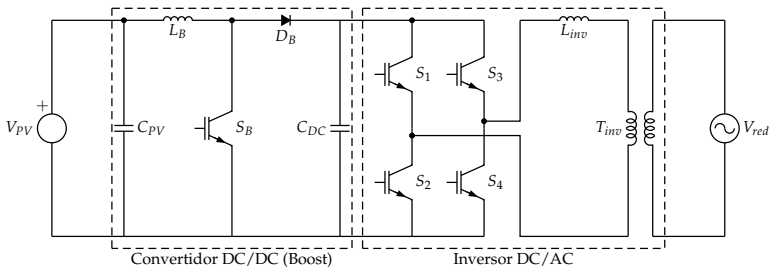 L_B
D_B
L_inv
S_1
S_3
+
V_PV
C_PV
S_B
C_DC
T_inv
V_red
S_2
S_4
Convertidor DC/DC (Boost)
Inversor DC/AC